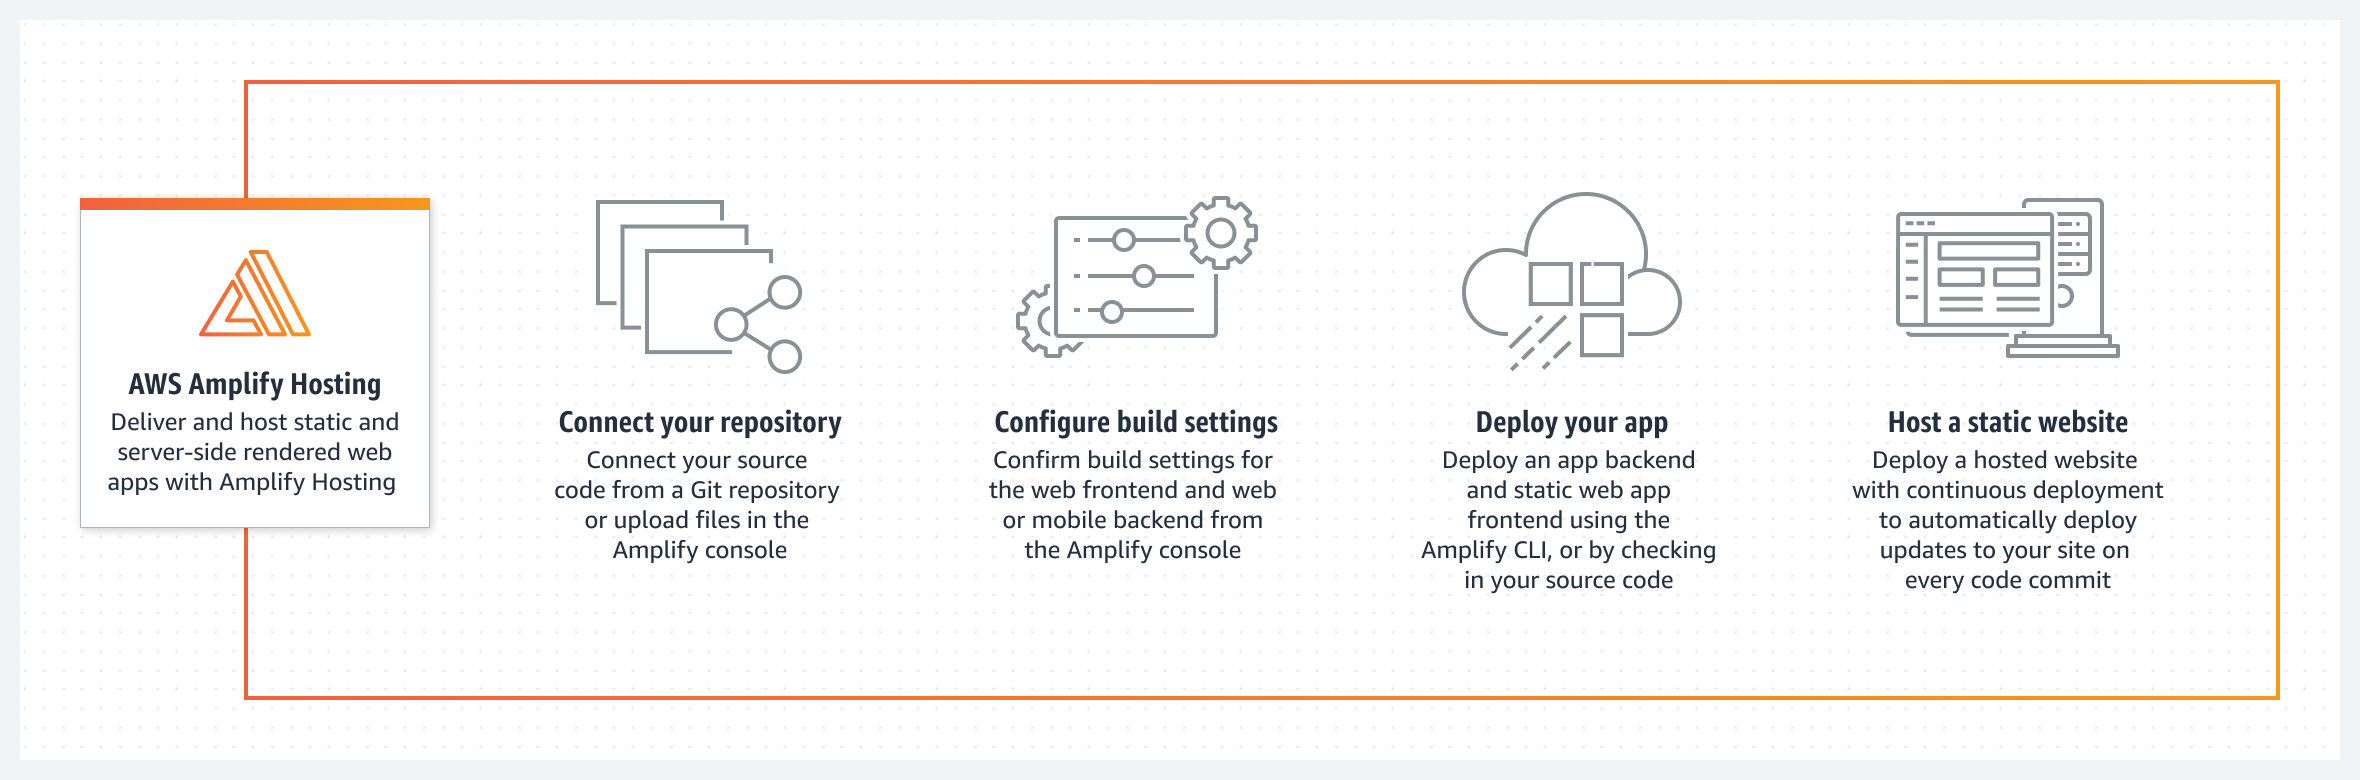 AWS Amplify Hosting
Deliver and host static and
server-side rendered web
apps with Amplify Hosting
Connect your repository
Connect your source
code from a Git repository
or upload files in the
Amplify console
Configure build settings
Confirm build settings for
the web frontend and web
or mobile backend from
the Amplify console
Deploy your app
Deploy an app backend
and static web app
frontend using the
Amplify CLI, or by checking
in your source code
Host a static website
Deploy a hosted website
with continuous deployment
to automatically deploy
updates to your site on
every code commit